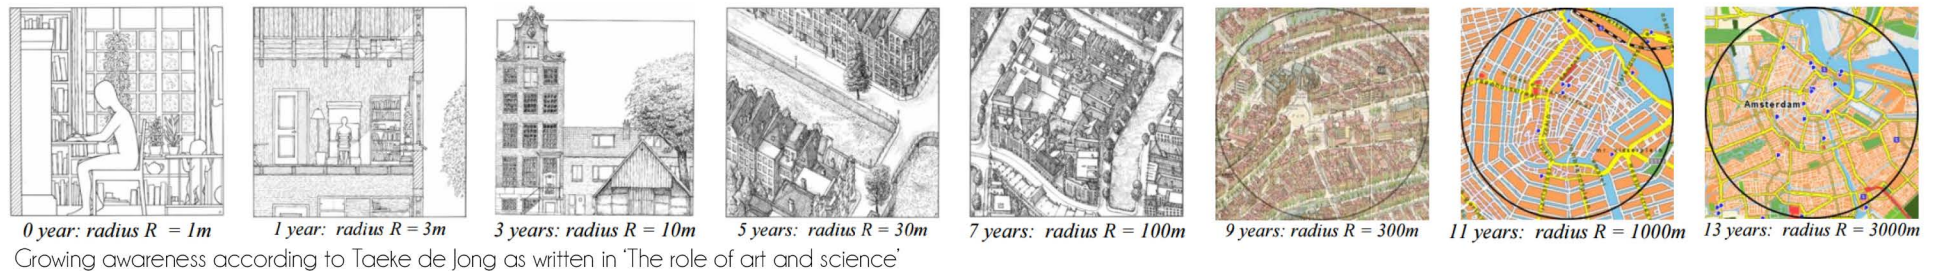 0 year: radius R = 1m
1 year: radius R = 3m
3 years: radius R = 10m
5 years: radius R = 30m
7 years: radius R = 100m
9 years: radius R = 300m
11 years: radius R = 1000m
13 years: radius R = 3000m
Amsterdam
Growing awareness according to Taeke de Jong as written in 'The role of art and science'